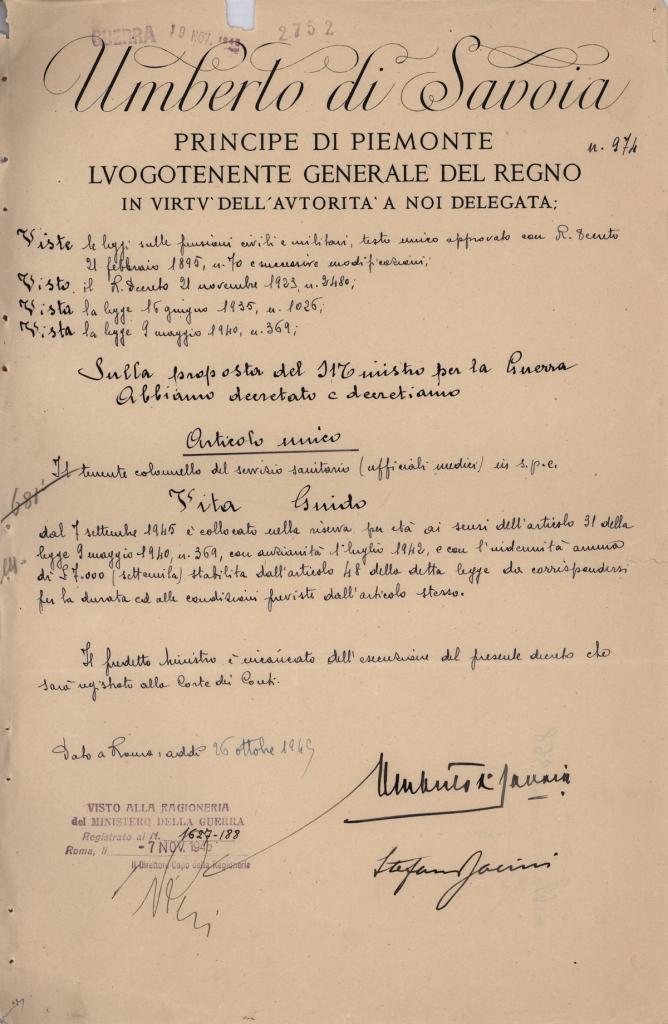 GUERRA 19 NOV. 1945 2752
Umberto di Savoia
PRINCIPE DI PIEMONTE
n. 974
LVOGOTENENTE GENERALE DEL REGNO
IN VIRTV' DELL'AVTORITA' A NOI DELEGATA;
Viste le leggi sulle pensioni civili e militari, testo unico approvato con R. Decreto
21 febbraio 1895, n. 70 e successive modificazioni;
Visto il R. Decreto 21 novembre 1923, n. 2480;
Vista la legge 16 giugno 1935, n. 1026;
Vista la legge 9 maggio 1940, n. 369;
Sulla proposta del Ministro per la Guerra
Abbiamo decretato e decretiamo
Articolo unico
Il tenente colonnello del servizio sanitario (ufficiali medici) in s.p.e.
681
Vita Guido
dal 7 settembre 1945 è collocato nella riserva per età ai sensi dell'articolo 31 della
legge 9 maggio 1940, n. 369, con anzianità 1° luglio 1942, e con l'indennità annua
di £ 7.000 (settemila) stabilita dall'articolo 48 della detta legge da corrispondersi
per la durata ed alle condizioni previste dall'articolo stesso.
Il predetto Ministro è incaricato dell'esecuzione del presente decreto che
sarà registrato alla Corte dei Conti.
Dato a Roma, addì 26 ottobre 1945
Umberto di Savoia
VISTO ALLA RAGIONERIA
del MINISTERO DELLA GUERRA
Registrato al N. 1627-188
Roma, li - 7 NOV. 1945
Il Direttore Capo della Ragioneria
Stefano Jacini